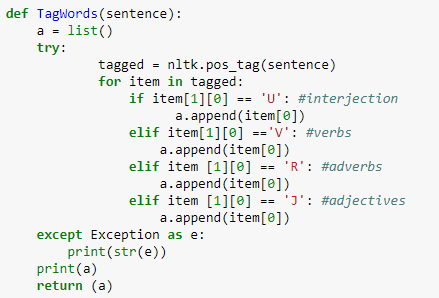 def TagWords(sentence):
    a = list()
    try:
            tagged = nltk.pos_tag(sentence)
            for item in tagged:
                if item[1][0] == 'U': #interjection
                      a.append(item[0])
                elif item[1][0] =='V': #verbs
                    a.append(item[0])
                elif item [1][0] == 'R': #adverbs
                    a.append(item[0])
                elif item [1][0] == 'J': #adjectives
                    a.append(item[0])
    except Exception as e:
        print(str(e))
    print(a)
    return (a)